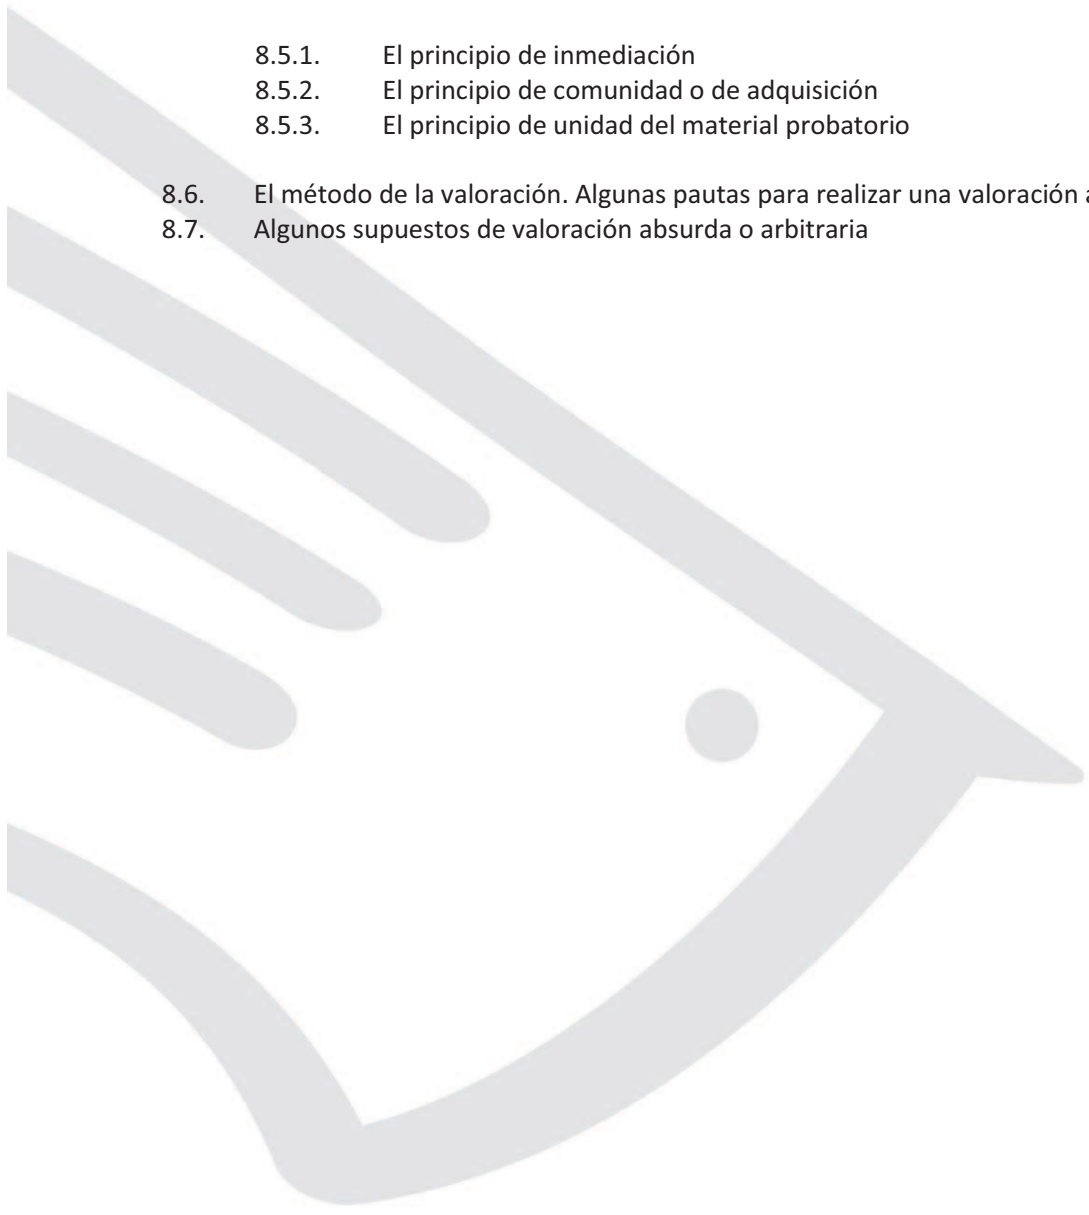 8.5.1. El principio de inmediación
8.5.2. El principio de comunidad o de adquisición
8.5.3. El principio de unidad del material probatorio
8.6. El método de la valoración. Algunas pautas para realizar una valoración
8.7. Algunos supuestos de valoración absurda o arbitraria